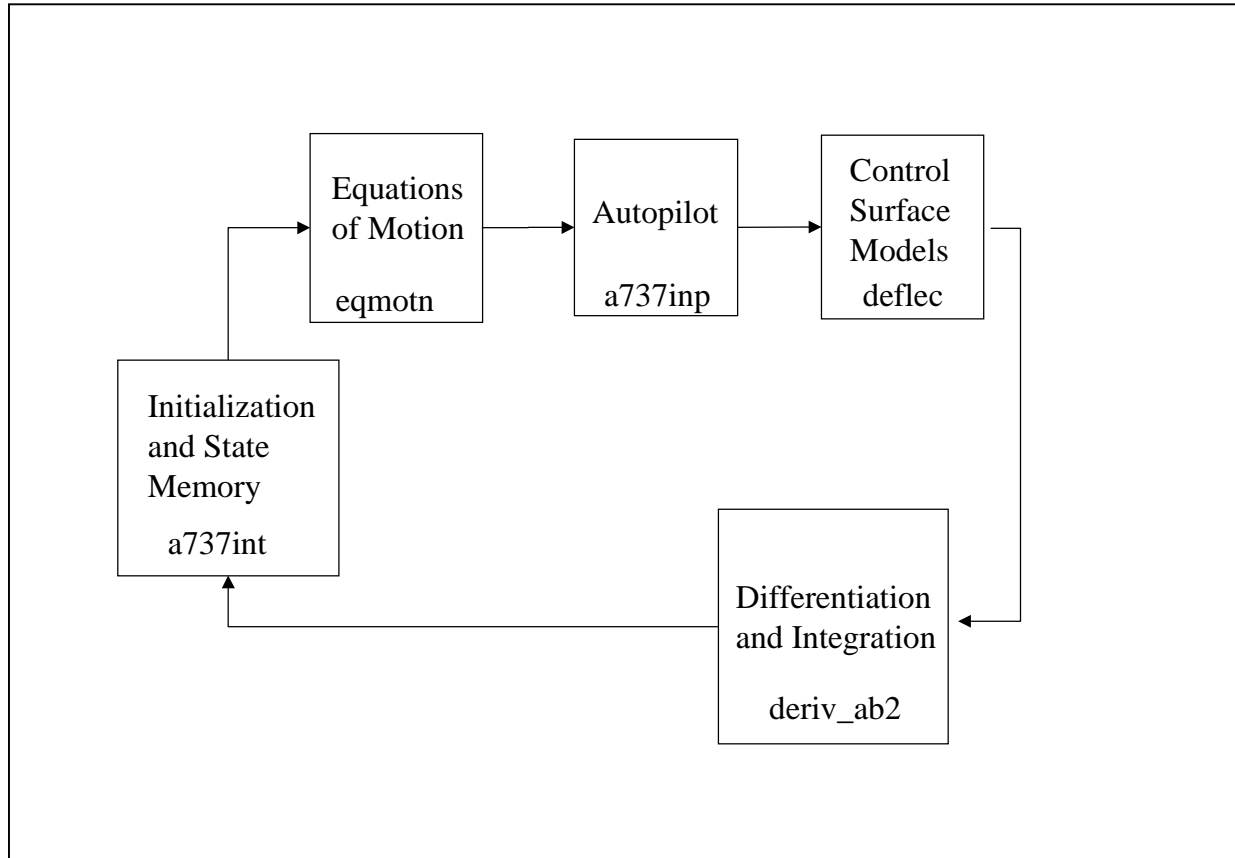 Equations
of Motion
eqmotn
Autopilot
a737inp
Control
Surface
Models
deflec
Initialization
and State
Memory
a737int
Differentiation
and Integration
deriv_ab2